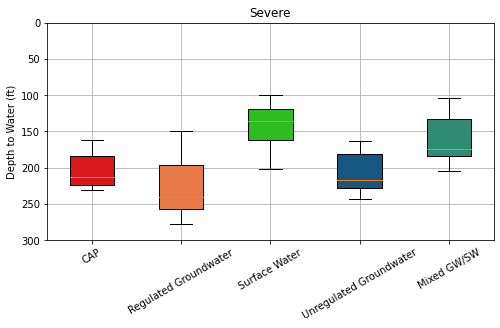 Severe
Depth to Water (ft)
0
50
100
150
200
250
300
CAP
Regulated Groundwater
Surface Water
Unregulated Groundwater
Mixed GW/SW